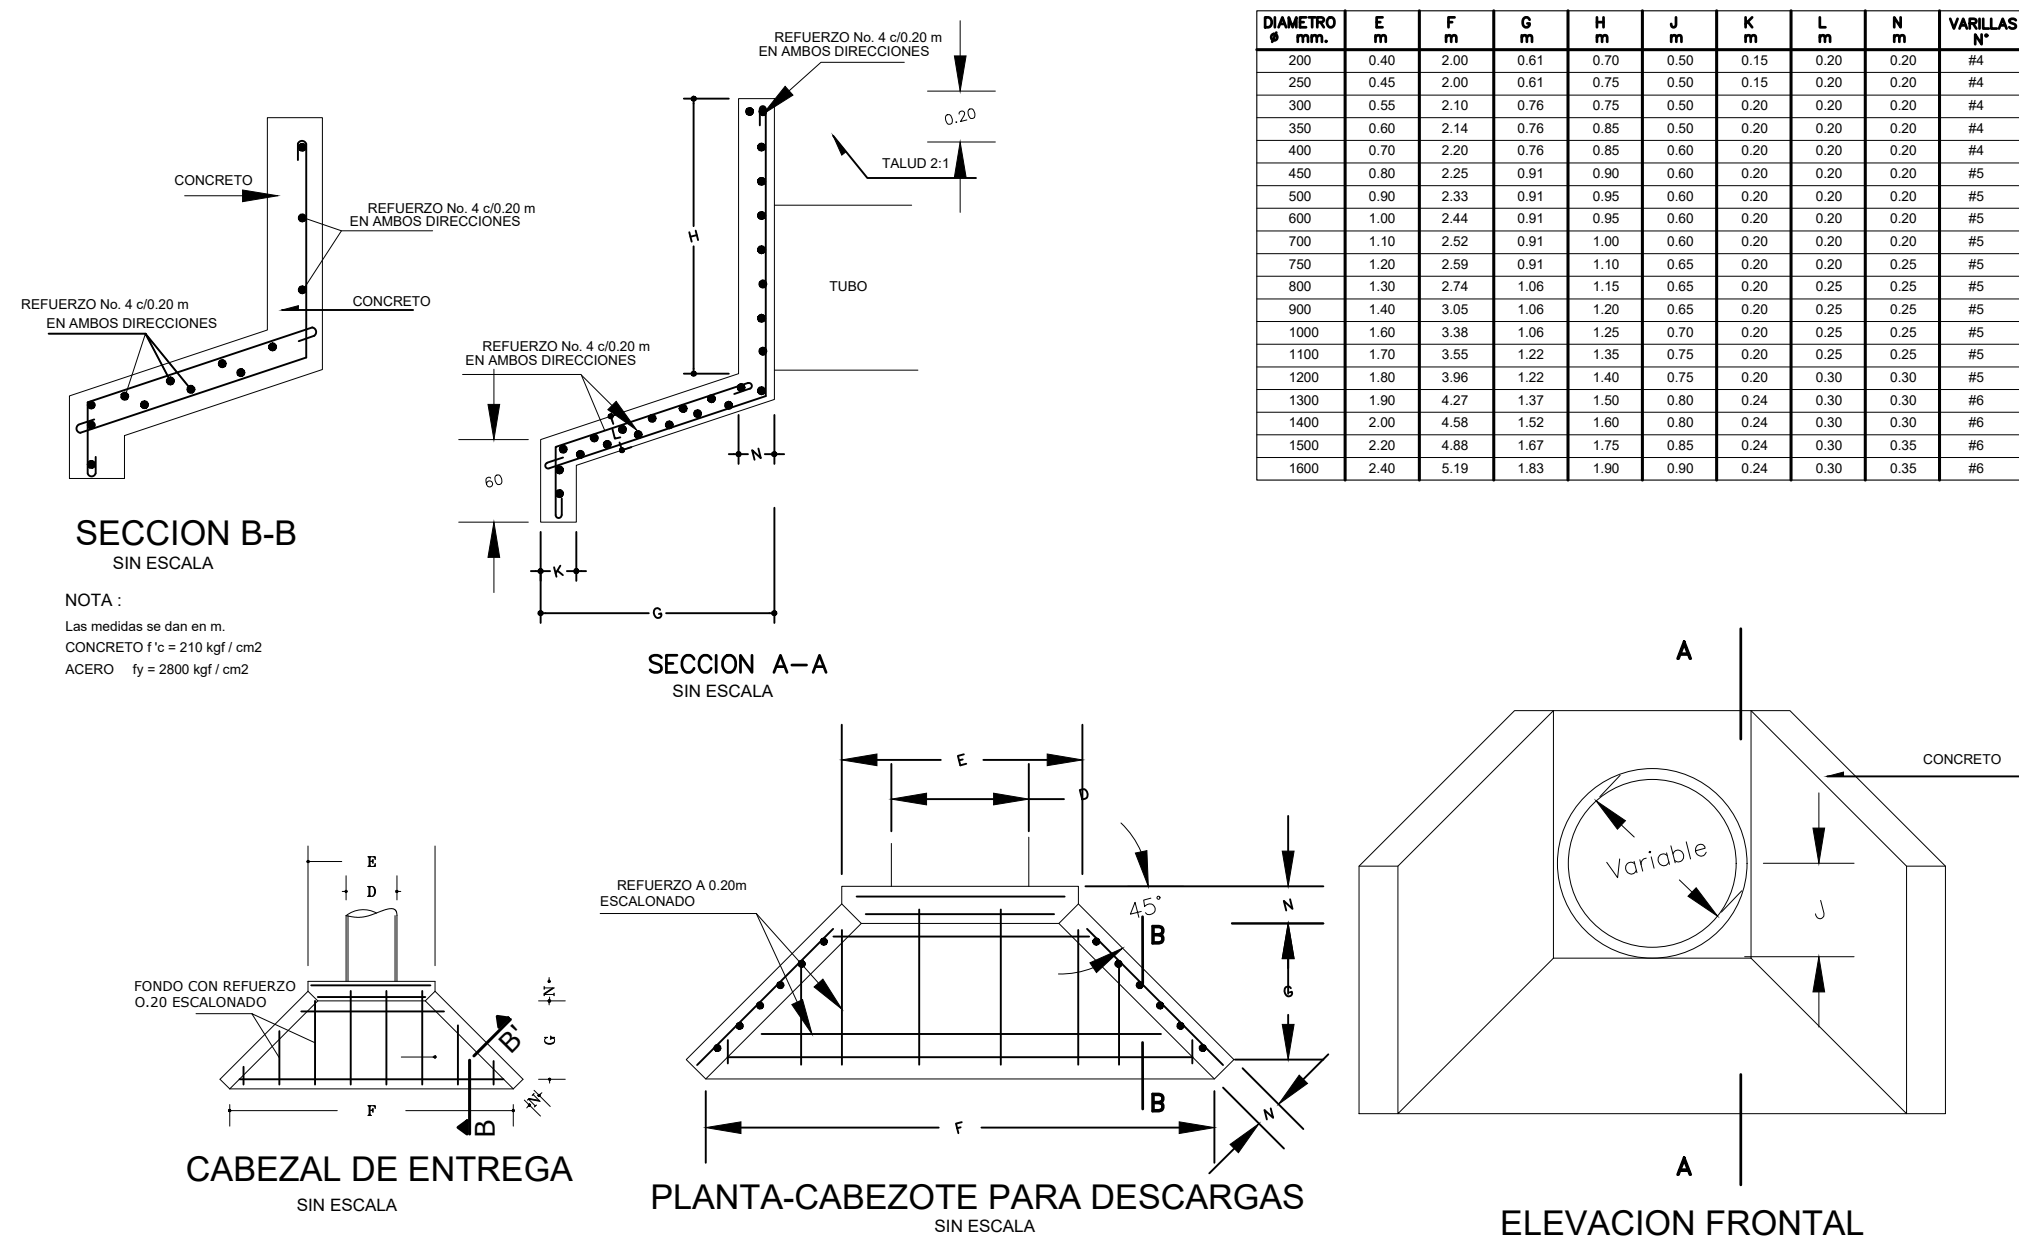 REFUERZO No. 4 c/0.20 m
EN AMBOS DIRECCIONES
0.20
TALUD 2:1
CONCRETO
REFUERZO No. 4 c/0.20 m
EN AMBOS DIRECCIONES
H
TUBO
REFUERZO No. 4 c/0.20 m
EN AMBOS DIRECCIONES
CONCRETO
REFUERZO No. 4 c/0.20 m
EN AMBOS DIRECCIONES
L
N
60
K
G
SECCION B-B
SIN ESCALA
NOTA :
Las medidas se dan en m.
CONCRETO f 'c = 210 kgf / cm2
ACERO fy = 2800 kgf / cm2
SECCION A-A
SIN ESCALA
DIAMETRO E F G H J K L N VARILLAS
ø mm. m m m m m m m m N°
200 0.40 2.00 0.61 0.70 0.50 0.15 0.20 0.20 #4
250 0.45 2.00 0.61 0.75 0.50 0.15 0.20 0.20 #4
300 0.55 2.10 0.76 0.75 0.50 0.20 0.20 0.20 #4
350 0.60 2.14 0.76 0.85 0.50 0.20 0.20 0.20 #4
400 0.70 2.20 0.76 0.85 0.60 0.20 0.20 0.20 #4
450 0.80 2.25 0.91 0.90 0.60 0.20 0.20 0.20 #5
500 0.90 2.33 0.91 0.95 0.60 0.20 0.20 0.20 #5
600 1.00 2.44 0.91 0.95 0.60 0.20 0.20 0.20 #5
700 1.10 2.52 0.91 1.00 0.60 0.20 0.20 0.20 #5
750 1.20 2.59 0.91 1.10 0.65 0.20 0.20 0.25 #5
800 1.30 2.74 1.06 1.15 0.65 0.20 0.25 0.25 #5
900 1.40 3.05 1.06 1.20 0.65 0.20 0.25 0.25 #5
1000 1.60 3.38 1.06 1.25 0.70 0.20 0.25 0.25 #5
1100 1.70 3.55 1.22 1.35 0.75 0.20 0.25 0.25 #5
1200 1.80 3.96 1.22 1.40 0.75 0.20 0.30 0.30 #5
1300 1.90 4.27 1.37 1.50 0.80 0.24 0.30 0.30 #6
1400 2.00 4.58 1.52 1.60 0.80 0.24 0.30 0.30 #6
1500 2.20 4.88 1.67 1.75 0.85 0.24 0.30 0.35 #6
1600 2.40 5.19 1.83 1.90 0.90 0.24 0.30 0.35 #6
E
D
FONDO CON REFUERZO
O.20 ESCALONADO
N
G
B'
N
F
B
CABEZAL DE ENTREGA
SIN ESCALA
E
D
REFUERZO A 0.20m
ESCALONADO
45°
N
B
G
B
N
F
PLANTA-CABEZOTE PARA DESCARGAS
SIN ESCALA
A
CONCRETO
Variable
J
A
ELEVACION FRONTAL